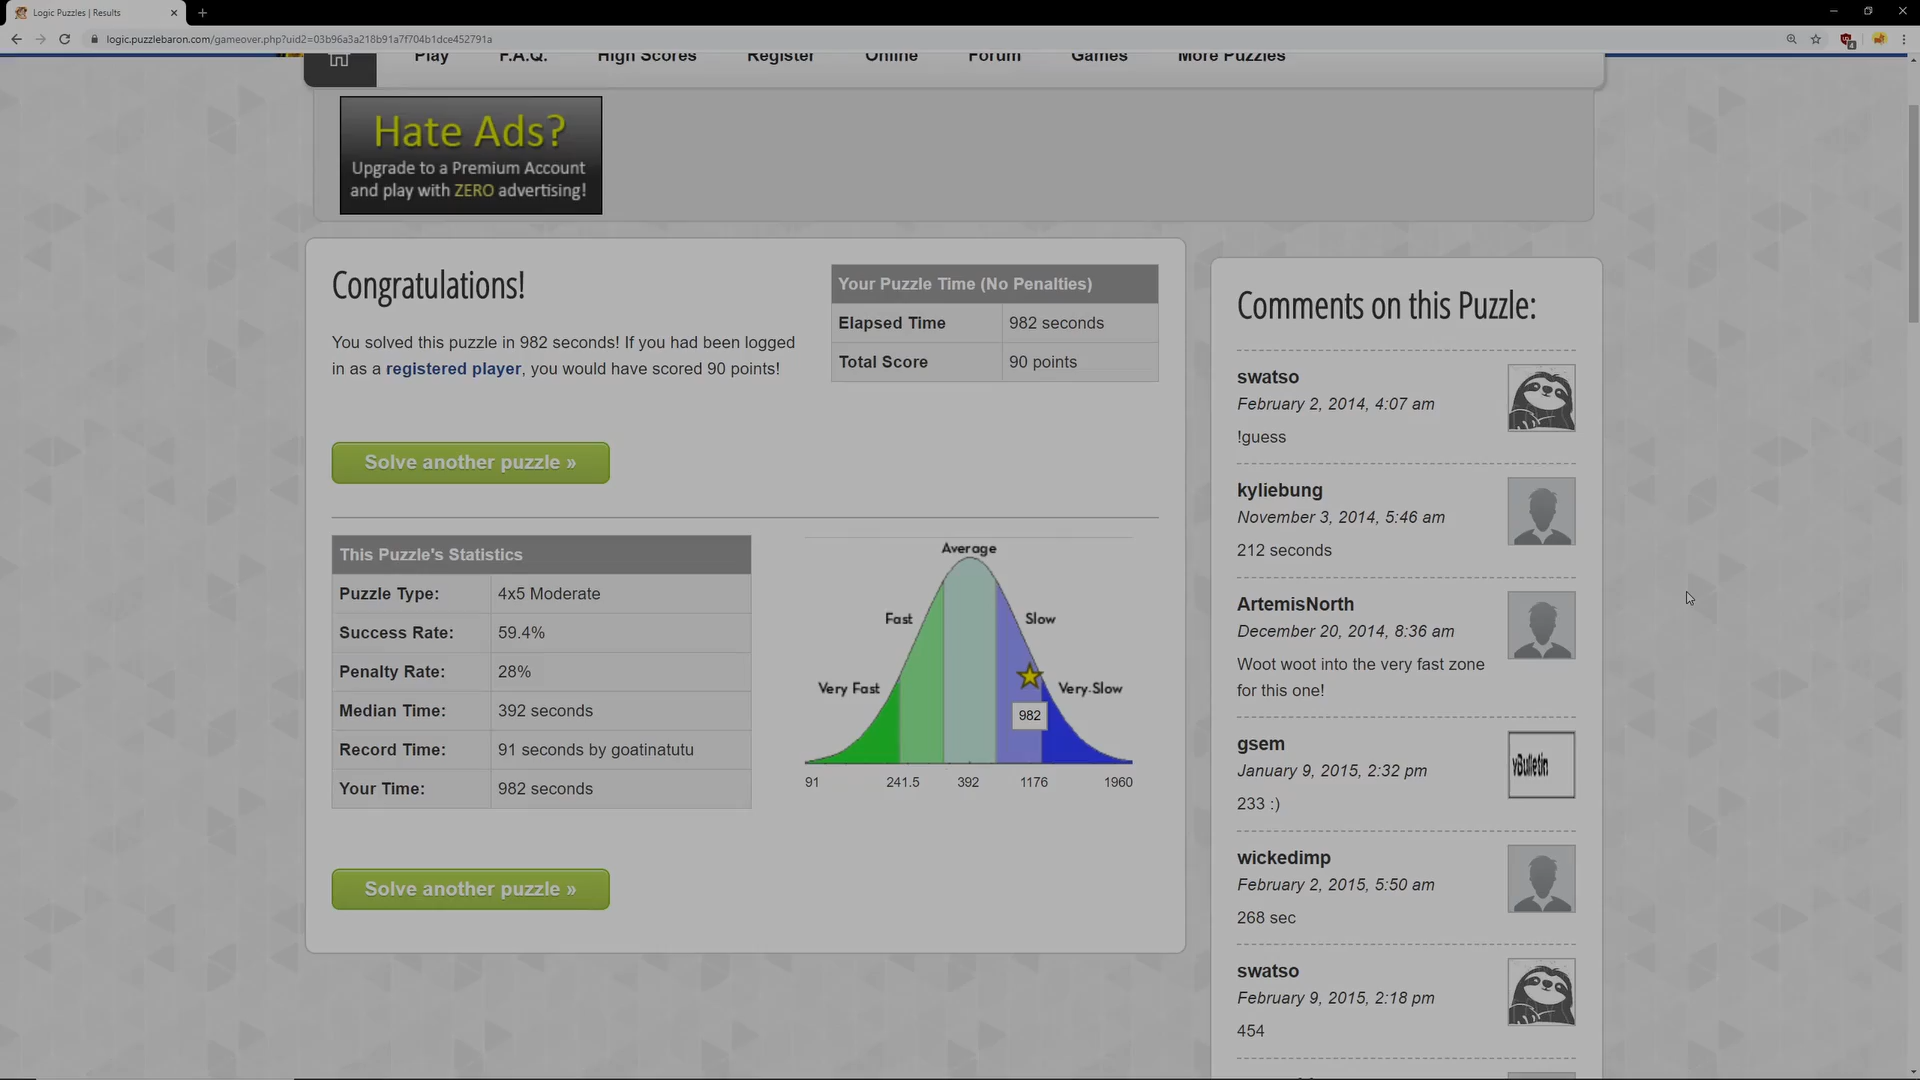 Logic Puzzles | Results
logic.puzzlebaron.com/gameover.php?uid2=03b96a3a218b91a7f704b1dce452791a
Play F.A.Q. High Scores Register Online Forum Games More Puzzles
Hate Ads?
Upgrade to a Premium Account
and play with ZERO advertising!
Congratulations!
You solved this puzzle in 982 seconds! If you had been logged
in as a registered player, you would have scored 90 points!
Your Puzzle Time (No Penalties)
Elapsed Time 982 seconds
Total Score 90 points
Solve another puzzle »
This Puzzle's Statistics
Puzzle Type: 4x5 Moderate
Success Rate: 59.4%
Penalty Rate: 28%
Median Time: 392 seconds
Record Time: 91 seconds by goatinatutu
Your Time: 982 seconds
Average
Fast Slow
Very Fast Very Slow
982
91 241.5 392 1176 1960
Solve another puzzle »
Comments on this Puzzle:
swatso
February 2, 2014, 4:07 am
!guess
kyliebung
November 3, 2014, 5:46 am
212 seconds
ArtemisNorth
December 20, 2014, 8:36 am
Woot woot into the very fast zone
for this one!
gsem
vBulletin
January 9, 2015, 2:32 pm
233 :)
wickedimp
February 2, 2015, 5:50 am
268 sec
swatso
February 9, 2015, 2:18 pm
454